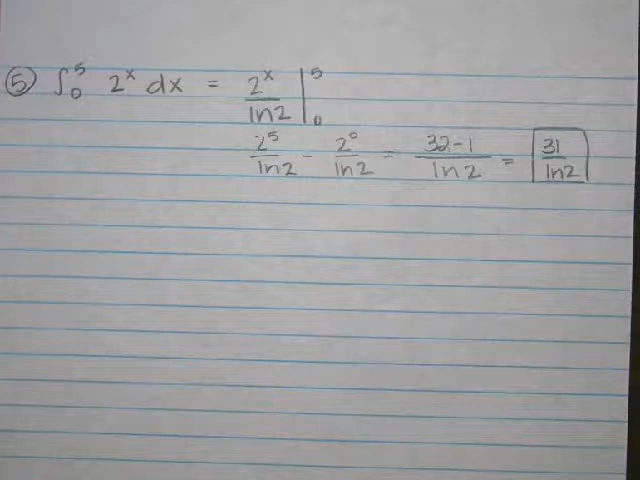 ⑤ ∫₀⁵ 2ˣ dx = 2ˣ/ln2 |₀⁵
2⁵/ln2 - 2⁰/ln2 = 32-1/ln2 = 31/ln2